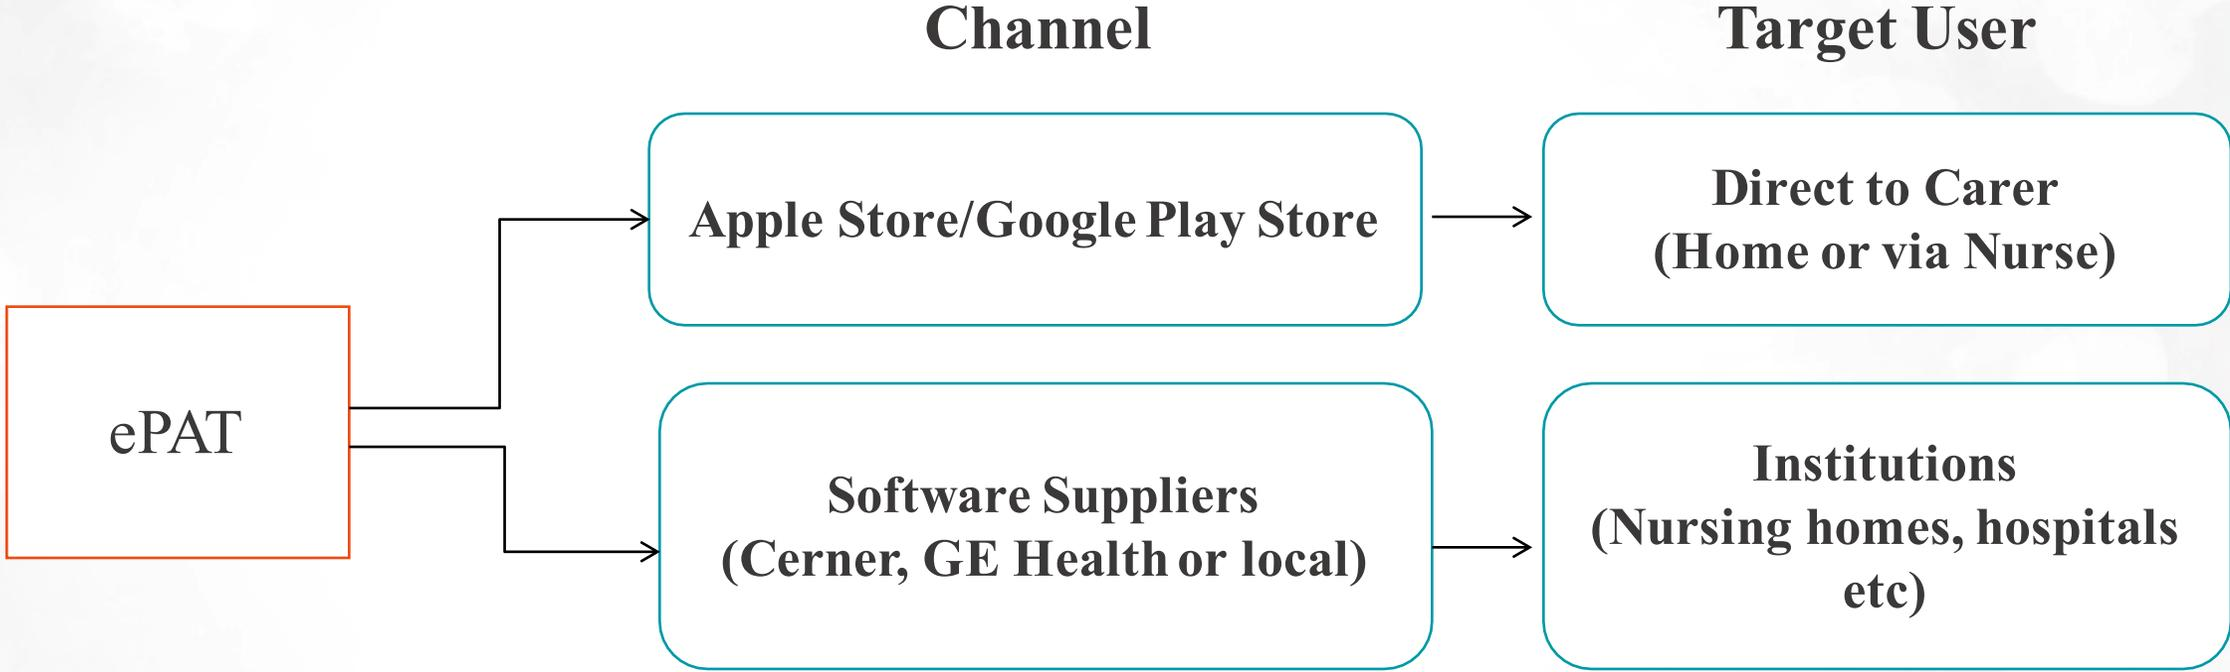 Channel
Target User
Apple Store/Google Play Store
Direct to Carer
(Home or via Nurse)
ePAT
Software Suppliers
(Cerner, GE Health or local)
Institutions
(Nursing homes, hospitals
etc)